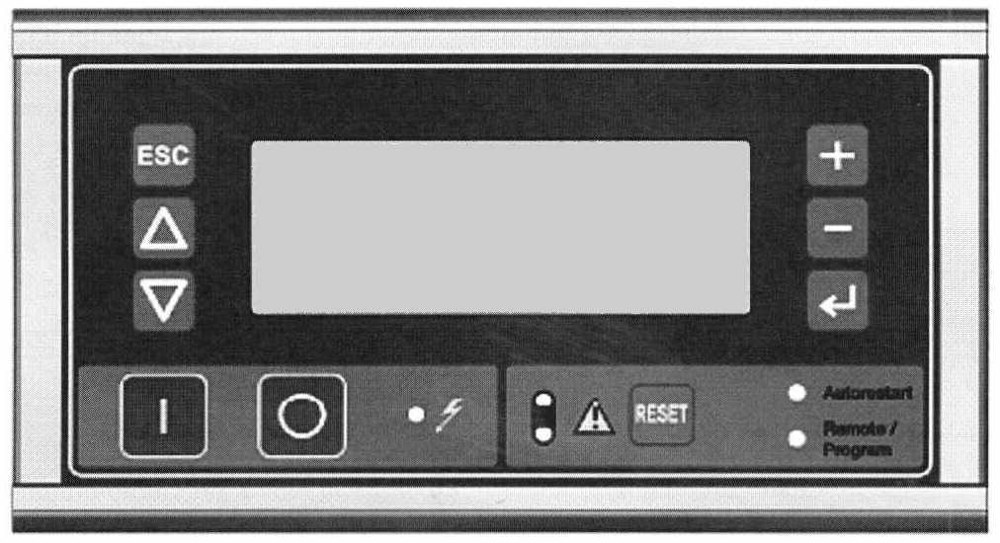 ESC
+
-
I
O
RESET
Autorestart
Remote /
Program